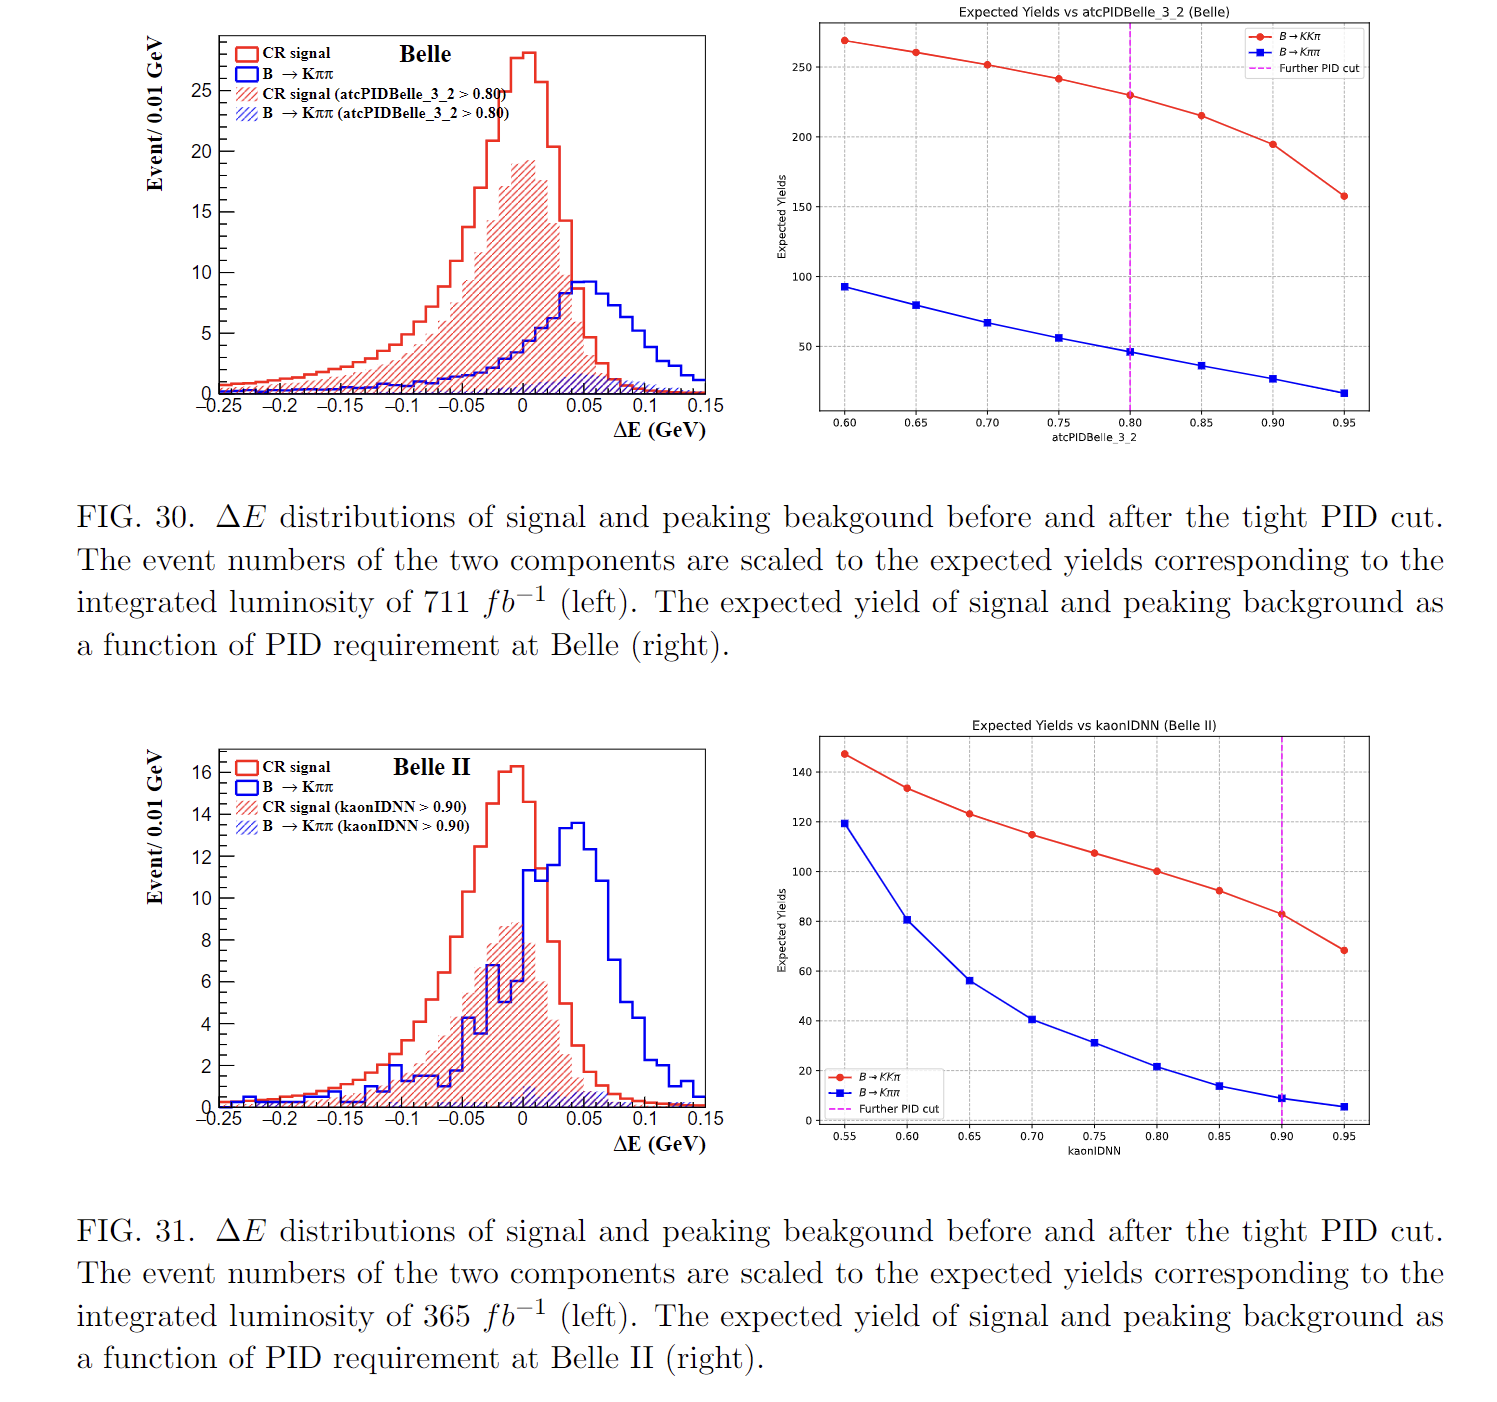 Event/ 0.01 GeV
Belle
CR signal
B → Kππ
CR signal (atcPIDBelle_3_2 > 0.80)
B → Kππ (atcPIDBelle_3_2 > 0.80)
25
20
15
10
5
0
−0.25 −0.2 −0.15 −0.1 −0.05 0 0.05 0.1 0.15
ΔE (GeV)
Expected Yields vs atcPIDBelle_3_2 (Belle)
B → KKπ
B → Kππ
Further PID cut
Expected Yields
250
200
150
100
50
0.60 0.65 0.70 0.75 0.80 0.85 0.90 0.95
atcPIDBelle_3_2
FIG. 30. ΔE distributions of signal and peaking beakgound before and after the tight PID cut.
The event numbers of the two components are scaled to the expected yields corresponding to the
integrated luminosity of 711 fb⁻¹ (left). The expected yield of signal and peaking background as
a function of PID requirement at Belle (right).
Event/ 0.01 GeV
Belle II
CR signal
B → Kππ
CR signal (kaonIDNN > 0.90)
B → Kππ (kaonIDNN > 0.90)
16
14
12
10
8
6
4
2
0
−0.25 −0.2 −0.15 −0.1 −0.05 0 0.05 0.1 0.15
ΔE (GeV)
Expected Yields vs kaonIDNN (Belle II)
Expected Yields
140
120
100
80
60
40
20
0
B → KKπ
B → Kππ
Further PID cut
0.55 0.60 0.65 0.70 0.75 0.80 0.85 0.90 0.95
kaonIDNN
FIG. 31. ΔE distributions of signal and peaking beakgound before and after the tight PID cut.
The event numbers of the two components are scaled to the expected yields corresponding to the
integrated luminosity of 365 fb⁻¹ (left). The expected yield of signal and peaking background as
a function of PID requirement at Belle II (right).